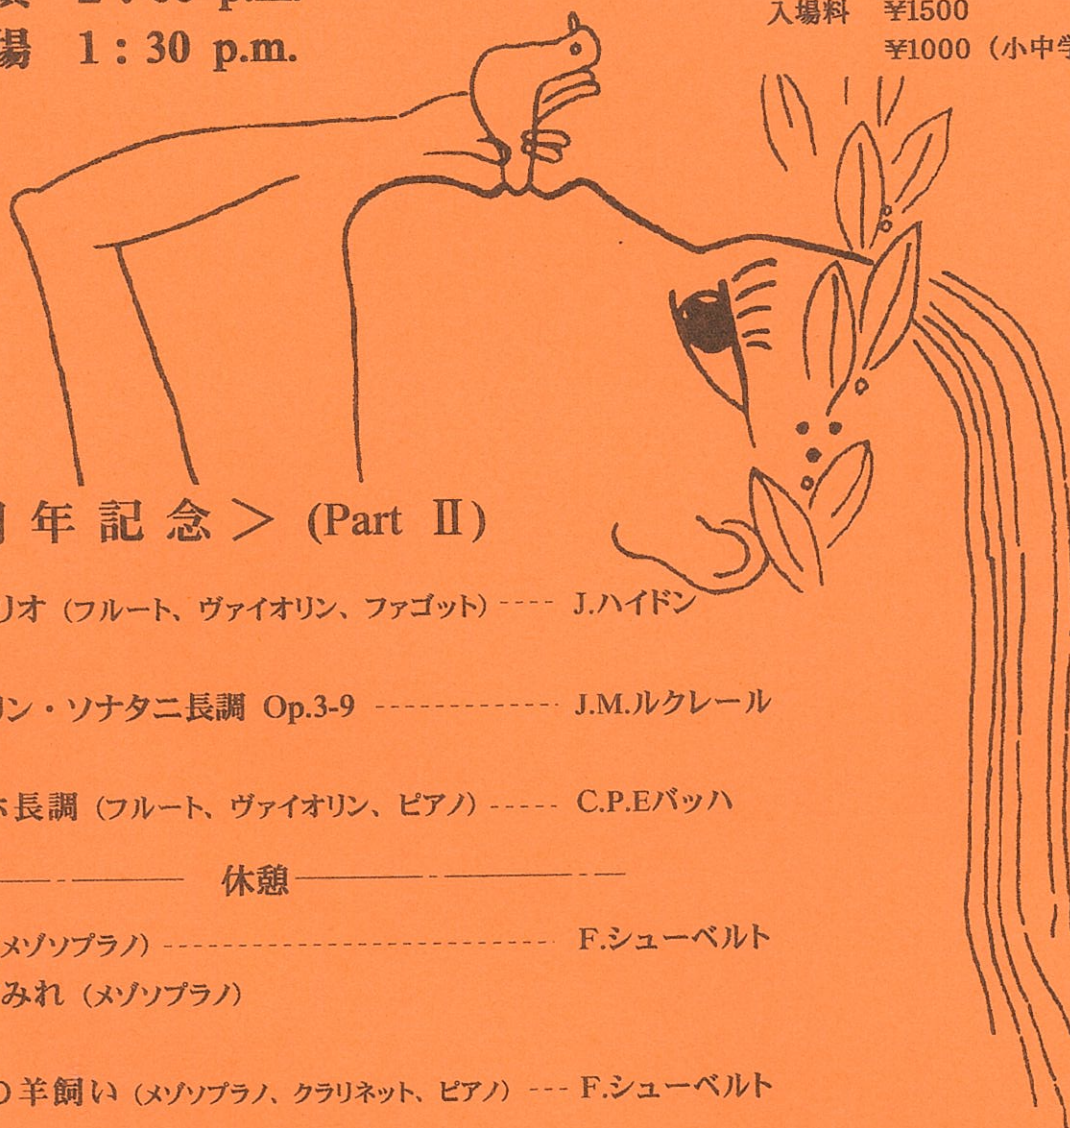 入場料 ¥1500
場 1：30 p.m.
¥1000（小中学
周年記念＞ (Part Ⅱ)
リオ（フルート、ヴァイオリン、ファゴット）---- J.ハイドン
リン・ソナタニ長調 Op.3-9 ------------- J.M.ルクレール
ホ長調（フルート、ヴァイオリン、ピアノ）----- C.P.Eバッハ
休憩
メゾソプラノ）---------------------------- F.シューベルト
みれ（メゾソプラノ）
の羊飼い（メゾソプラノ、クラリネット、ピアノ）--- F.シューベルト